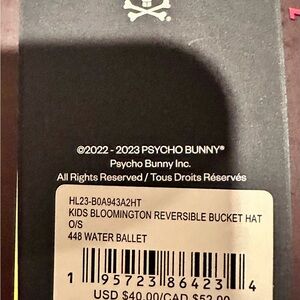 ©2022 - 2023 PSYCHO BUNNY®
Psycho Bunny Inc.
All Rights Reserved / Tous Droits Réservés
HL23-B0A943A2HT
KIDS BLOOMINGTON REVERSIBLE BUCKET HAT
O/S
448 WATER BALLET
1 95723 86423 4
USD $40.00/CAD $52.00